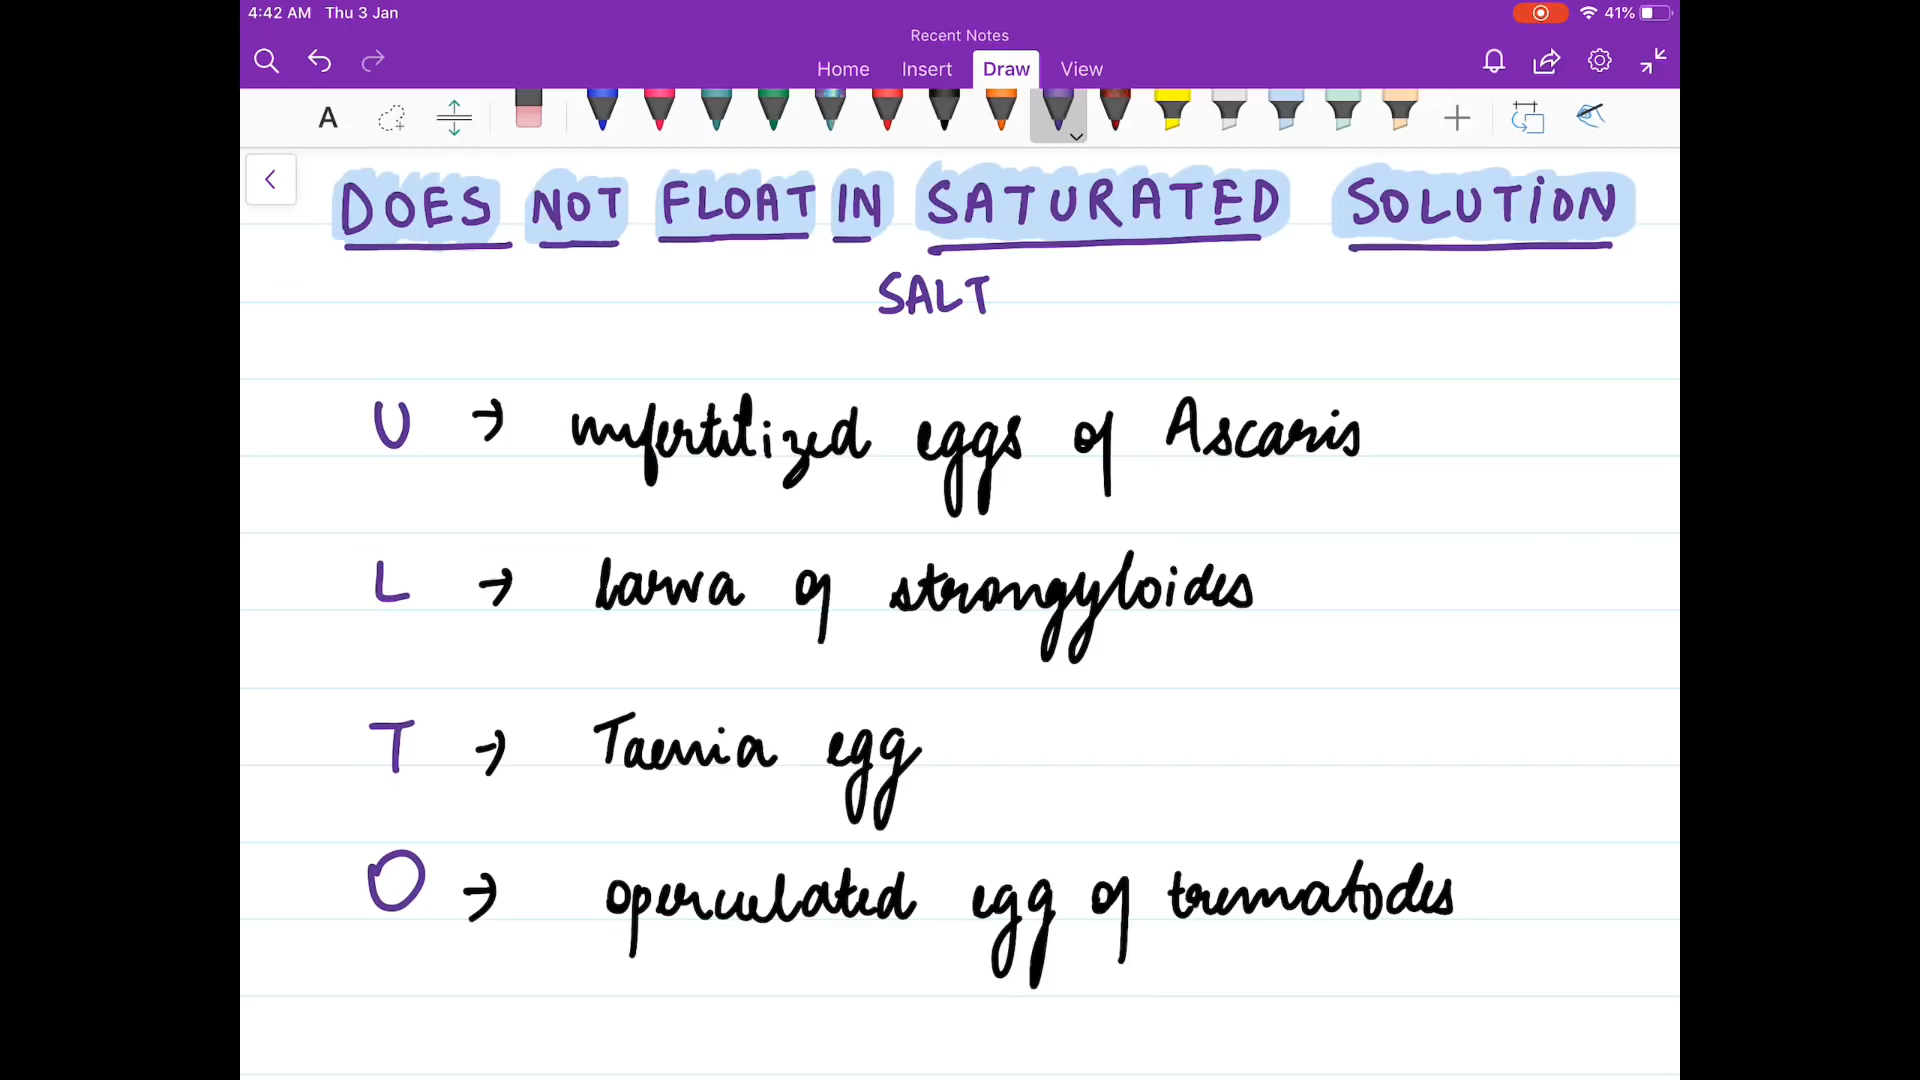 4:42 AM Thu 3 Jan
41%
Recent Notes
Home Insert Draw View
A
DOES NOT FLOAT IN SATURATED SOLUTION
SALT
U → unfertilized eggs of Ascaris
L → larva of strongyloides
T → Taenia egg
O → operculated egg of trematodes